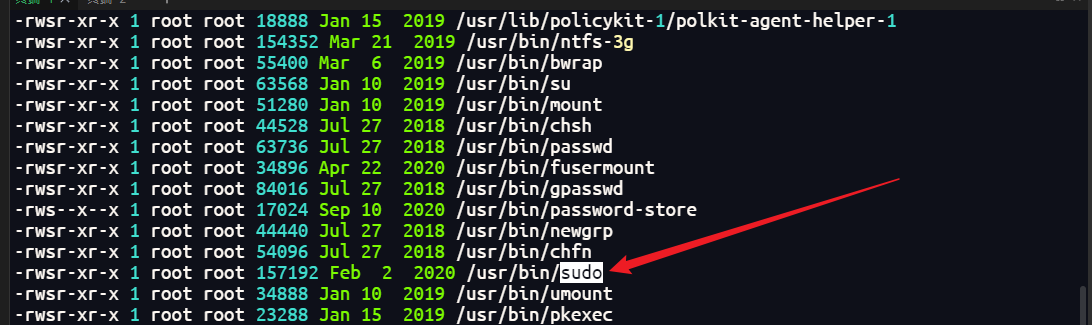 -rwsr-xr-x 1 root root 18888 Jan 15  2019 /usr/lib/policykit-1/polkit-agent-helper-1
-rwsr-xr-x 1 root root 154352 Mar 21  2019 /usr/bin/ntfs-3g
-rwsr-xr-x 1 root root 55400 Mar  6  2019 /usr/bin/bwrap
-rwsr-xr-x 1 root root 63568 Jan 10  2019 /usr/bin/su
-rwsr-xr-x 1 root root 51280 Jan 10  2019 /usr/bin/mount
-rwsr-xr-x 1 root root 44528 Jul 27  2018 /usr/bin/chsh
-rwsr-xr-x 1 root root 63736 Jul 27  2018 /usr/bin/passwd
-rwsr-xr-x 1 root root 34896 Apr 22  2020 /usr/bin/fusermount
-rwsr-xr-x 1 root root 84016 Jul 27  2018 /usr/bin/gpasswd
-rws--x--x 1 root root 17024 Sep 10  2020 /usr/bin/password-store
-rwsr-xr-x 1 root root 44440 Jul 27  2018 /usr/bin/newgrp
-rwsr-xr-x 1 root root 54096 Jul 27  2018 /usr/bin/chfn
-rwsr-xr-x 1 root root 157192 Feb  2  2020 /usr/bin/sudo
-rwsr-xr-x 1 root root 34888 Jan 10  2019 /usr/bin/umount
-rwsr-xr-x 1 root root 23288 Jan 15  2019 /usr/bin/pkexec